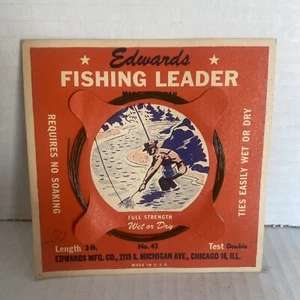 Edwards
FISHING LEADER
REQUIRES NO SOAKING
TIES EASILY WET OR DRY
FULL STRENGTH
Wet or Dry
Length 3 ft.
No. 43
Test Double
EDWARDS MFG. CO., 2215 S. MICHIGAN AVE., CHICAGO 16, ILL.
MADE IN U.S.A.